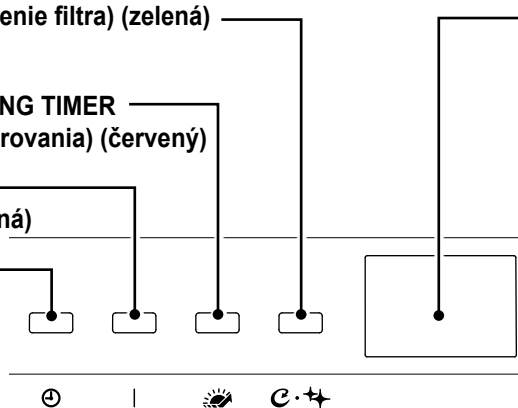 enie filtra) (zelená)
NG TIMER
rovania) (červený)
ná)